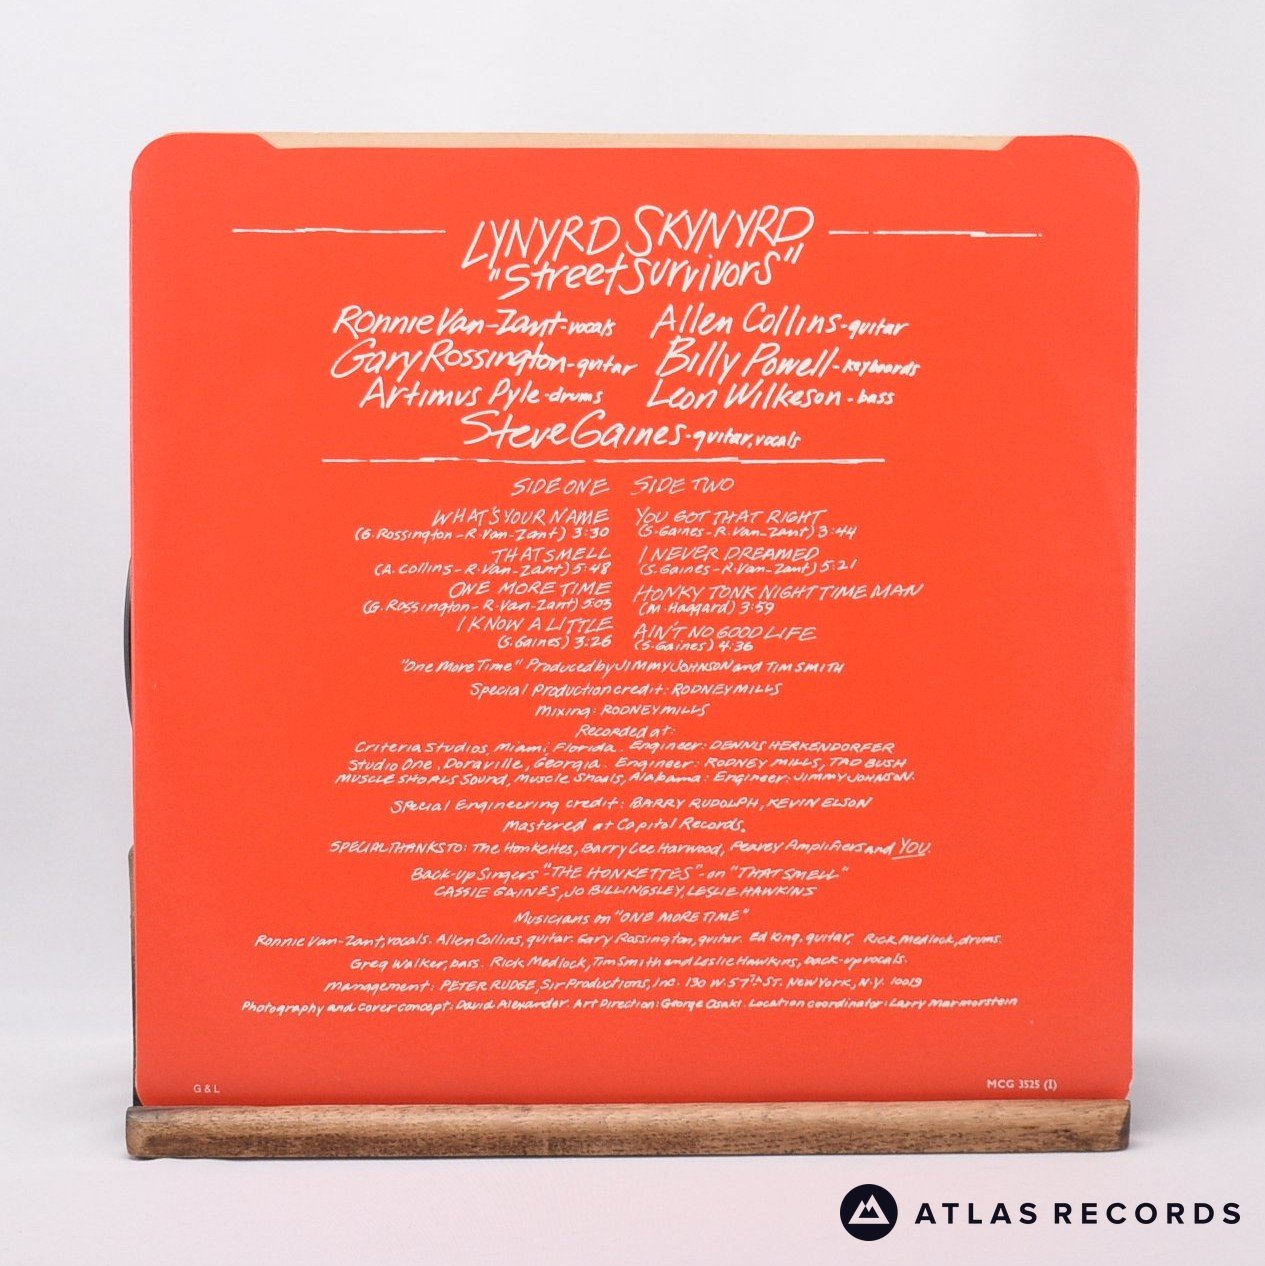 LYNYRD SKYNYRD
"Street Survivors"
Ronnie Van-Zant-vocals Allen Collins-guitar
Gary Rossington-guitar Billy Powell-keyboards
Artimus Pyle-drums Leon Wilkeson-bass
Steve Gaines-guitar, vocals
SIDE ONE SIDE TWO
WHAT'S YOUR NAME YOU GOT THAT RIGHT
(G. Rossington-R. Van-Zant) 3:30 (S. Gaines-R. Van-Zant) 3:44
THAT SMELL I NEVER DREAMED
(A. Collins-R. Van-Zant) 5:48 (S. Gaines-R. Van-Zant) 5:21
ONE MORE TIME HONKY TONK NIGHT TIME MAN
(G. Rossington-R. Van-Zant) 5:03 (M. Haggard) 3:59
I KNOW A LITTLE AIN'T NO GOOD LIFE
(S. Gaines) 3:26 (S. Gaines) 4:36
"One More Time" Produced by JIMMY JOHNSON and TIM SMITH
Special Production credit: RODNEY MILLS
Mixing: RODNEY MILLS
Recorded at:
Criteria Studios, Miami, Florida. Engineer: DENNIS HERKENDORFER
Studio One, Doraville, Georgia. Engineer: RODNEY MILLS, TAD BUSH
MUSCLE SHOALS Sound, Muscle Shoals, Alabama: Engineer: JIMMY JOHNSON.
Special Engineering credit: BARRY RUDOLPH, KEVIN ELSON
Mastered at Capitol Records.
SPECIAL THANKS TO: The Honkettes, Barry Lee Harwood, Peavey Amplifiers and YOU.
Back-up Singers-"THE HONKETTES"-on "THAT SMELL"
CASSIE GAINES, JO BILLINGSLEY, LESLIE HAWKINS
Musicians on "ONE MORE TIME"
Ronnie Van-Zant, vocals. Allen Collins, guitar. Gary Rossington, guitar. Ed King, guitar, Rick Medlock, drums.
Greg Walker, bass. Rick Medlock, Tim Smith and Leslie Hawkins, back-up vocals.
Management: PETER RUDGE, Sir Productions, Inc. 130 W. 57th ST. New York, N.Y. 10019
Photography and cover concept: David Alexander. Art Direction: George Osaki. Location coordinator: Larry Marmorstein
G & L MCG 3525 (I)
ATLAS RECORDS